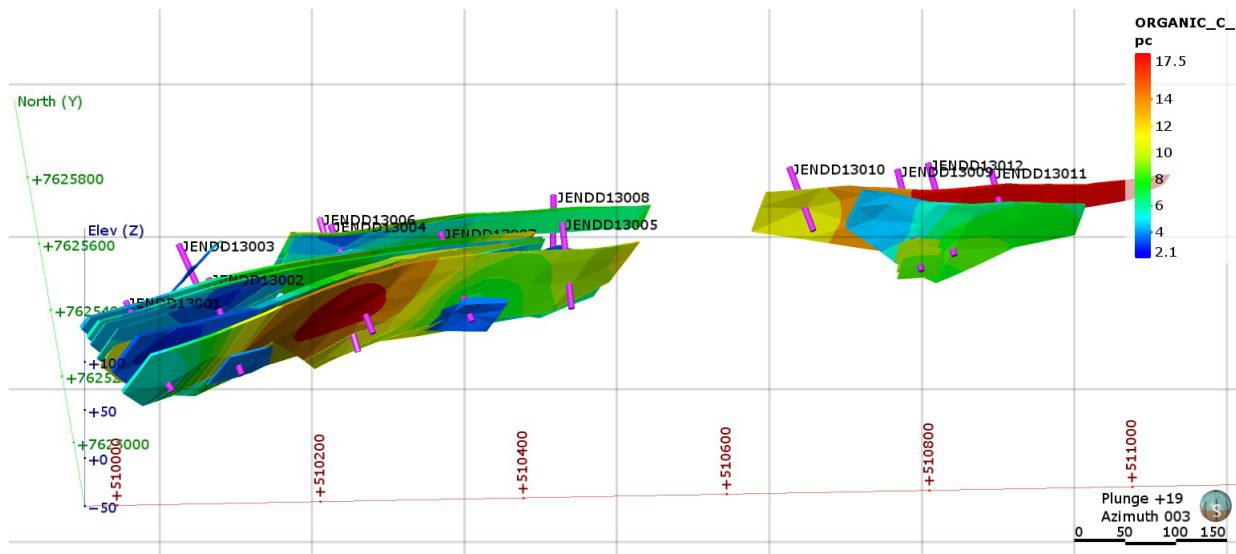 ORGANIC_C_
pc
17.5
14
12
10
8
6
4
2.1
North (Y)
+7625800
+7625600
Elev (Z)
JENDD13010
JENDD13012
JENDD13009
JENDD13011
JENDD13008
JENDD13006
JENDD13004
JENDD13005
JENDD13003
JENDD13002
JENDD13001
+100
+50
+0
-50
+510000
+510200
+510400
+510600
+510800
+511000
Plunge +19
Azimuth 003
S
0 50 100 150